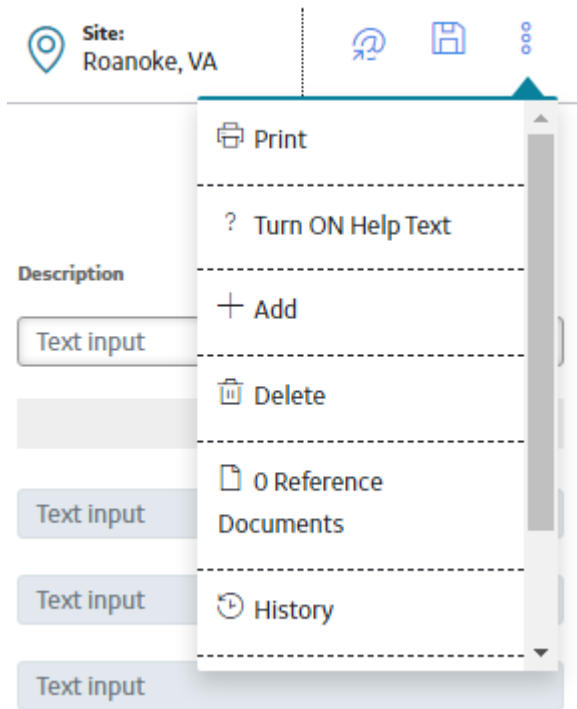 Site:
Roanoke, VA
Print
? Turn ON Help Text
Description
Add
Text input
Delete
0 Reference
Documents
Text input
Text input
History
Text input